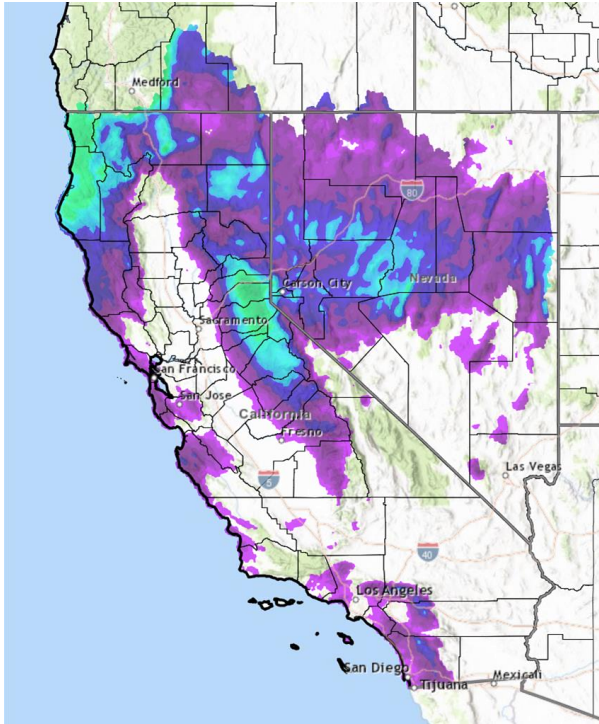 Medford
80
Carson City
Nevada
Sacramento
San Francisco
San Jose
California
Fresno
5
Las Vegas
40
Los Angeles
San Diego
Tijuana
Mexicali